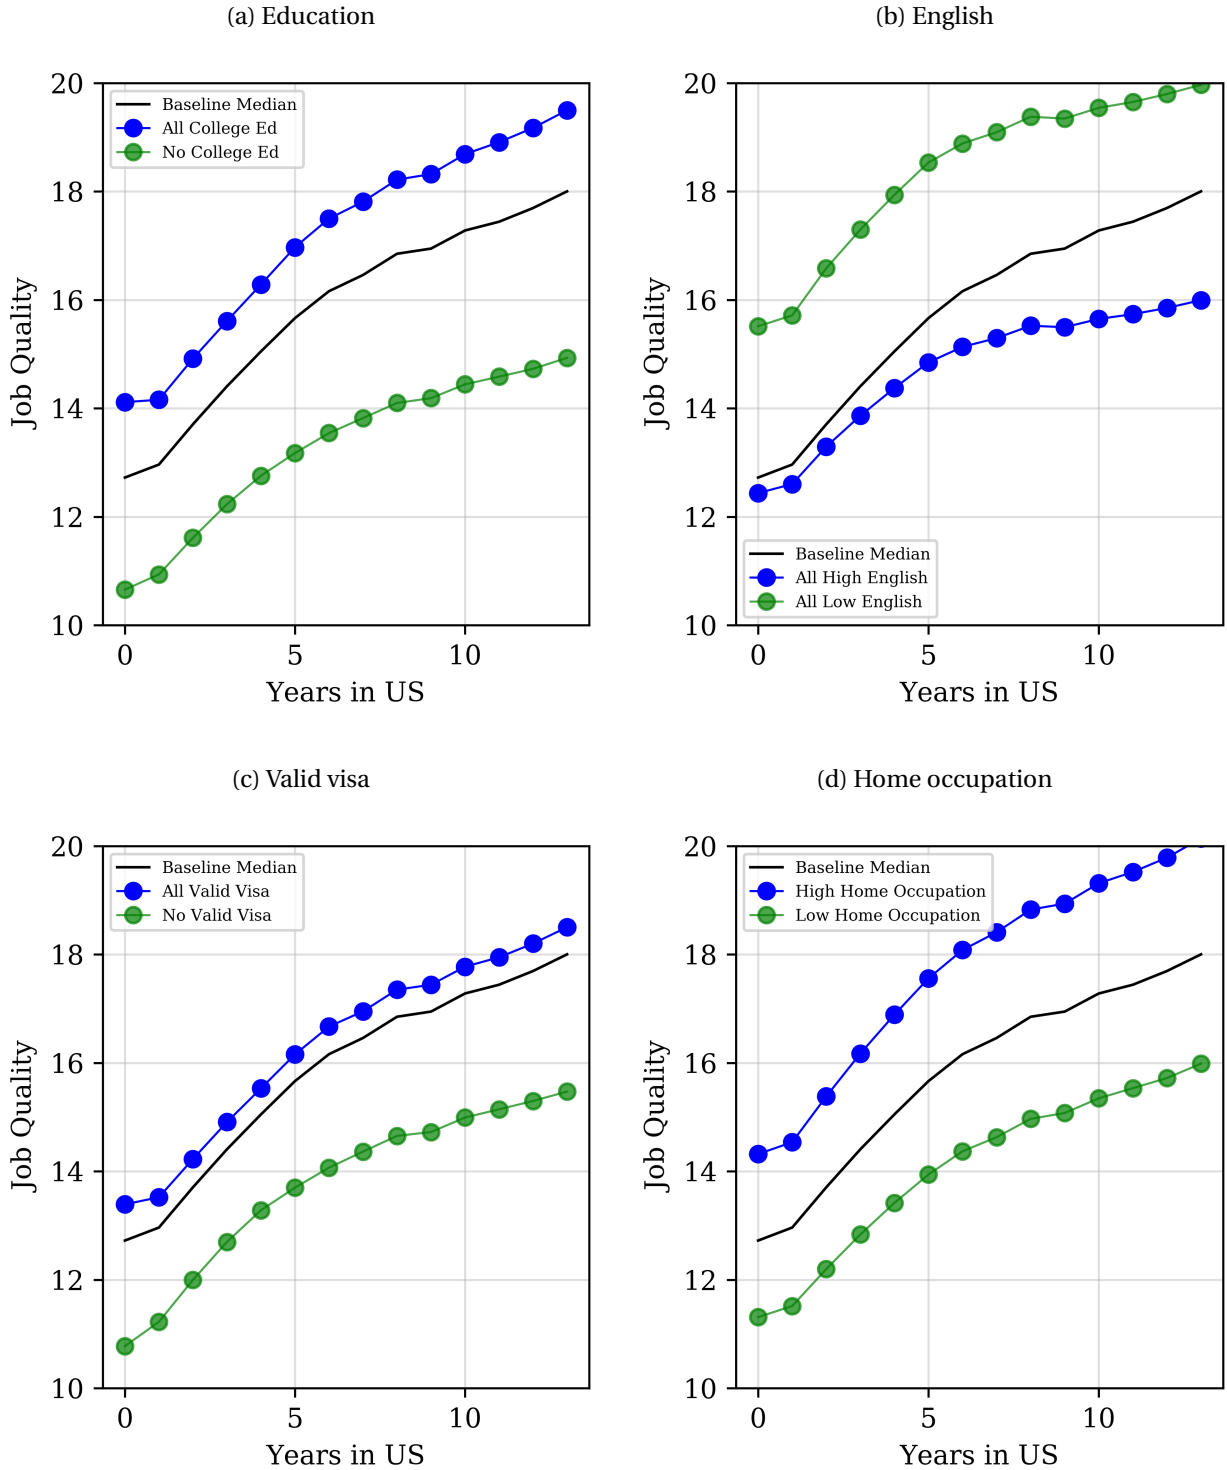 (a) Education
20
18
16
14
12
10
Job Quality
Baseline Median
All College Ed
No College Ed
0 5 10
Years in US
(b) English
20
18
16
14
12
10
Job Quality
Baseline Median
All High English
All Low English
0 5 10
Years in US
(c) Valid visa
20
18
16
14
12
10
Job Quality
Baseline Median
All Valid Visa
No Valid Visa
0 5 10
Years in US
(d) Home occupation
20
18
16
14
12
10
Job Quality
Baseline Median
High Home Occupation
Low Home Occupation
0 5 10
Years in US